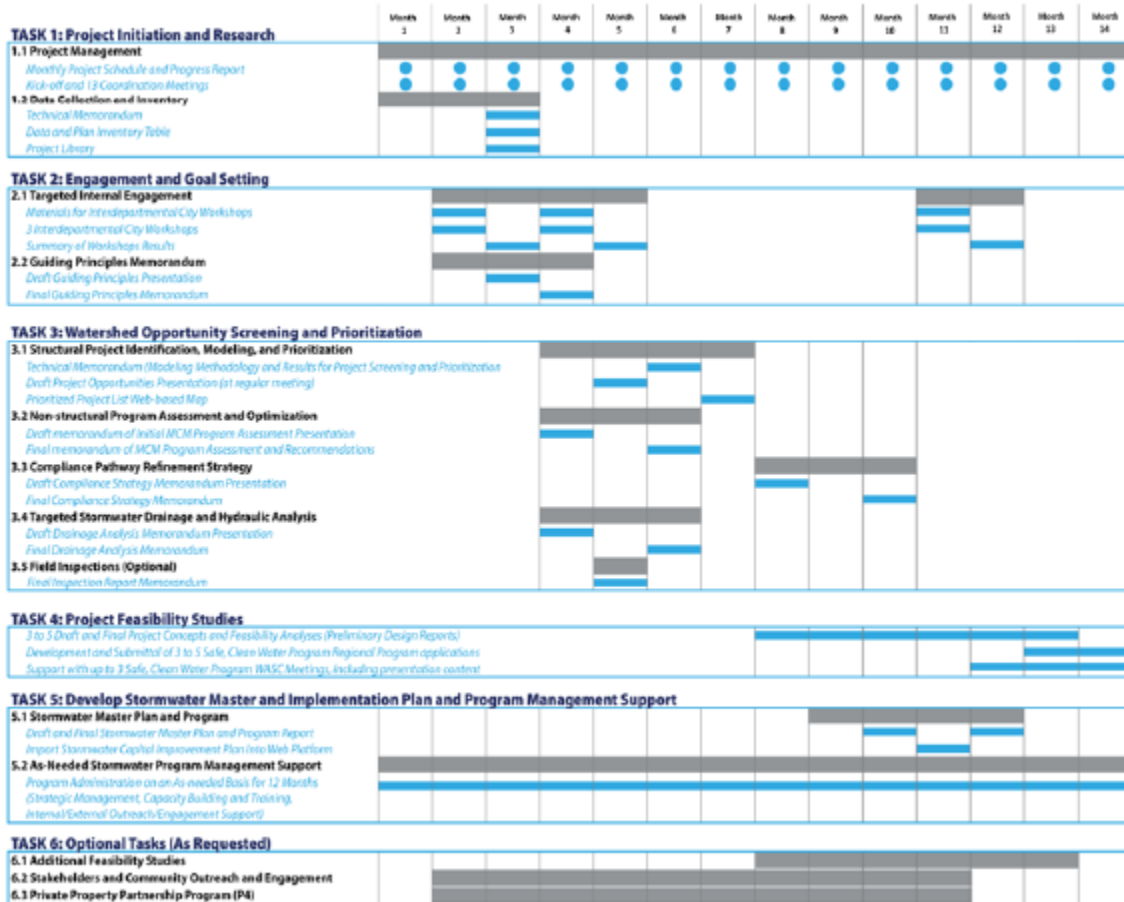 Month Month Month Month Month Month Month Month Month Month Month Month Month Month
1 2 3 4 5 6 7 8 9 10 11 12 13 14
TASK 1: Project Initiation and Research
1.1 Project Management
Monthly Project Schedule and Progress Report
Kick-off and 13 Coordination Meetings
1.2 Data Collection and Inventory
Technical Memorandum
Data and Plan Inventory Table
Project Library
TASK 2: Engagement and Goal Setting
2.1 Targeted Internal Engagement
Materials for Interdepartmental City Workshops
3 Interdepartmental City Workshops
Summary of Workshops Results
2.2 Guiding Principles Memorandum
Draft Guiding Principles Presentation
Final Guiding Principles Memorandum
TASK 3: Watershed Opportunity Screening and Prioritization
3.1 Structural Project Identification, Modeling, and Prioritization
Technical Memorandum (Modeling Methodology and Results for Project Screening and Prioritization
Draft Project Opportunities Presentation (at regular meeting)
Prioritized Project List Web-based Map
3.2 Non-structural Program Assessment and Optimization
Draft memorandum of Initial MCM Program Assessment Presentation
Final memorandum of MCM Program Assessment and Recommendations
3.3 Compliance Pathway Refinement Strategy
Draft Compliance Strategy Memorandum Presentation
Final Compliance Strategy Memorandum
3.4 Targeted Stormwater Drainage and Hydraulic Analysis
Draft Drainage Analysis Memorandum Presentation
Final Drainage Analysis Memorandum
3.5 Field Inspections (Optional)
Final Inspection Report Memorandum
TASK 4: Project Feasibility Studies
3 to 5 Draft and Final Project Concepts and Feasibility Analyses (Preliminary Design Reports)
Development and Submittal of 3 to 5 Safe, Clean Water Program Regional Program applications
Support with up to 3 Safe, Clean Water Program WASC Meetings, including presentation content
TASK 5: Develop Stormwater Master and Implementation Plan and Program Management Support
5.1 Stormwater Master Plan and Program
Draft and Final Stormwater Master Plan and Program Report
Import Stormwater Capital Improvement Plan Into Web Platform
5.2 As-Needed Stormwater Program Management Support
Program Administration on an As-needed Basis for 12 Months
(Strategic Management, Capacity Building and Training,
Internal/External Outreach/Engagement Support)
TASK 6: Optional Tasks (As Requested)
6.1 Additional Feasibility Studies
6.2 Stakeholders and Community Outreach and Engagement
6.3 Private Property Partnership Program (P4)